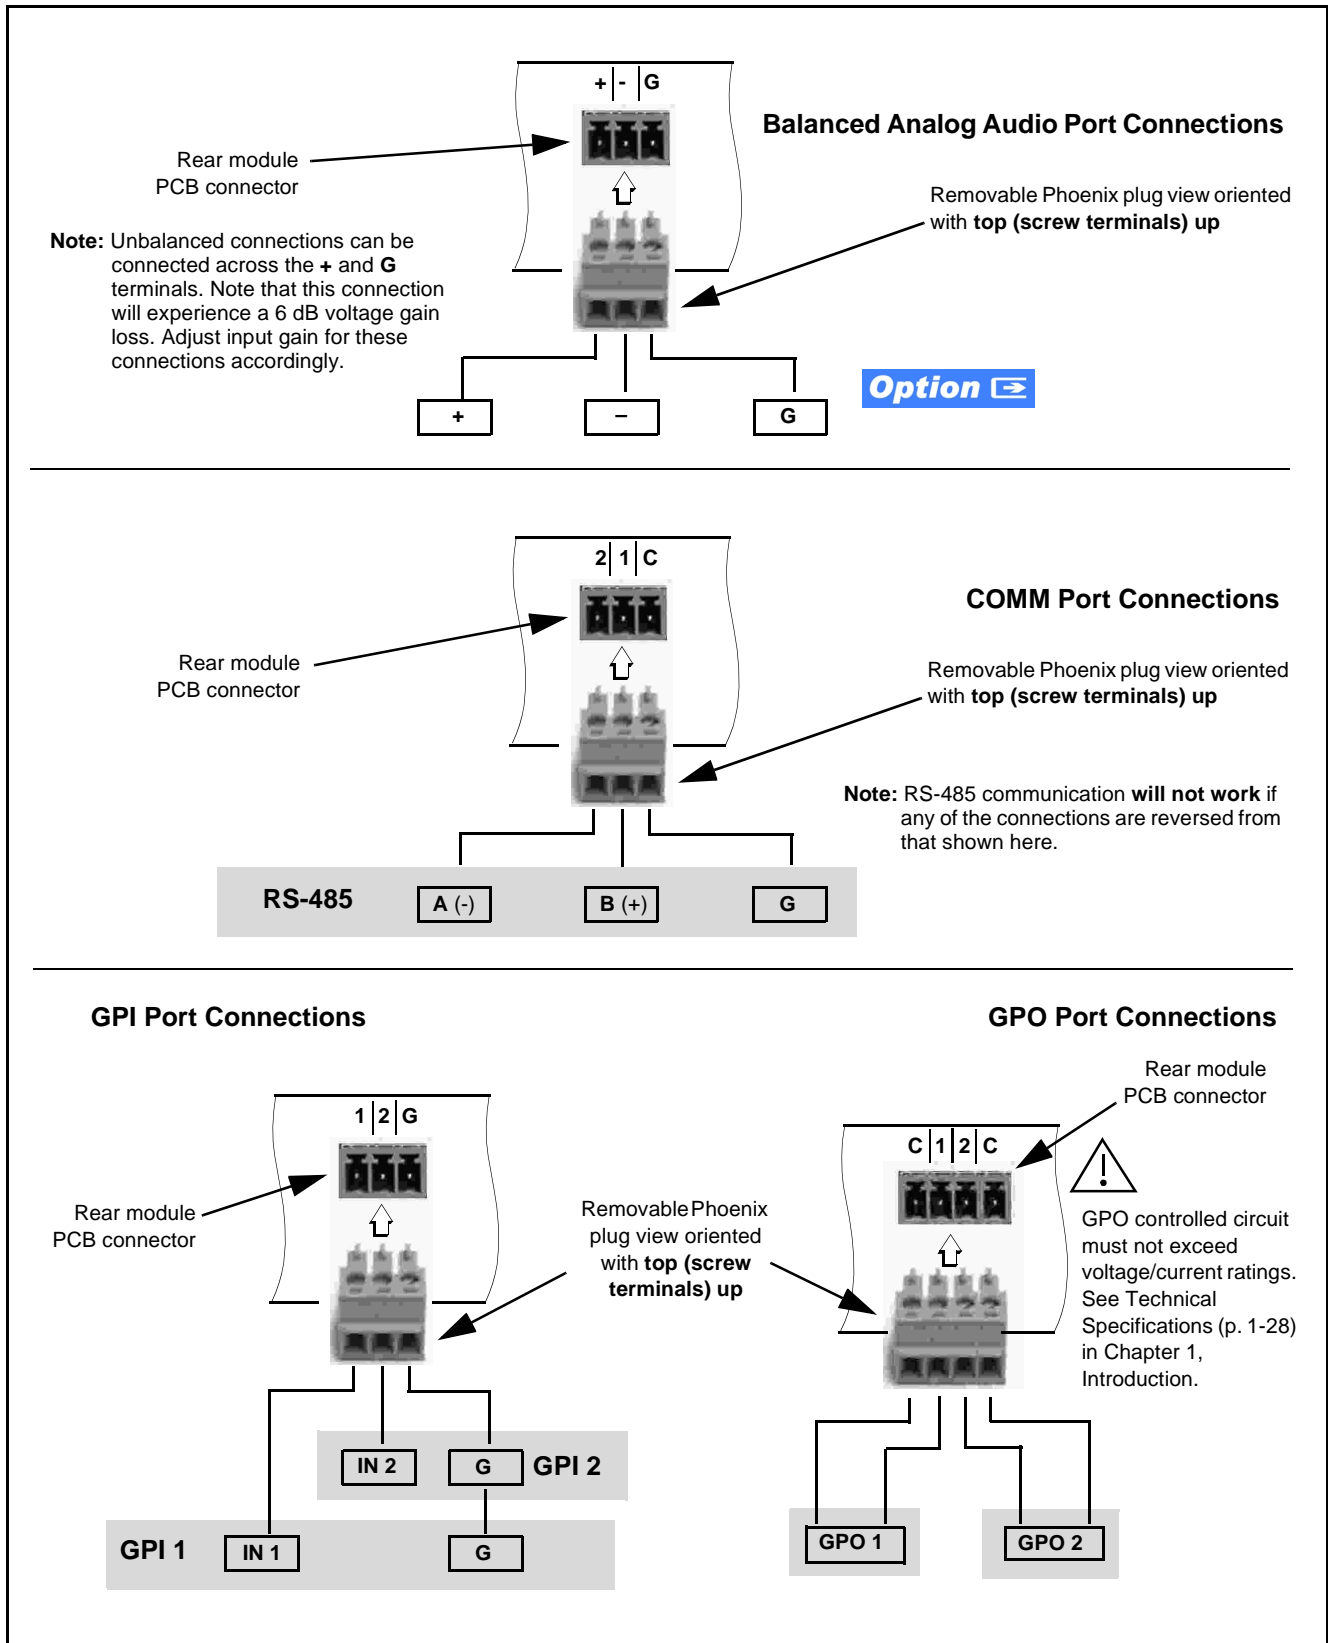 + - G
Balanced Analog Audio Port Connections
Rear module
PCB connector
Removable Phoenix plug view oriented
with top (screw terminals) up
Note: Unbalanced connections can be
connected across the + and G
terminals. Note that this connection
will experience a 6 dB voltage gain
loss. Adjust input gain for these
connections accordingly.
Option
+ – G
2 1 C
COMM Port Connections
Rear module
PCB connector
Removable Phoenix plug view oriented
with top (screw terminals) up
Note: RS-485 communication will not work if
any of the connections are reversed from
that shown here.
RS-485 A (-) B (+) G
GPI Port Connections
1 2 G
Rear module
PCB connector
Removable Phoenix
plug view oriented
with top (screw
terminals) up
IN 2 G GPI 2
GPI 1 IN 1 G
GPO Port Connections
Rear module
PCB connector
C 1 2 C
!
GPO controlled circuit
must not exceed
voltage/current ratings.
See Technical
Specifications (p. 1-28)
in Chapter 1,
Introduction.
GPO 1 GPO 2